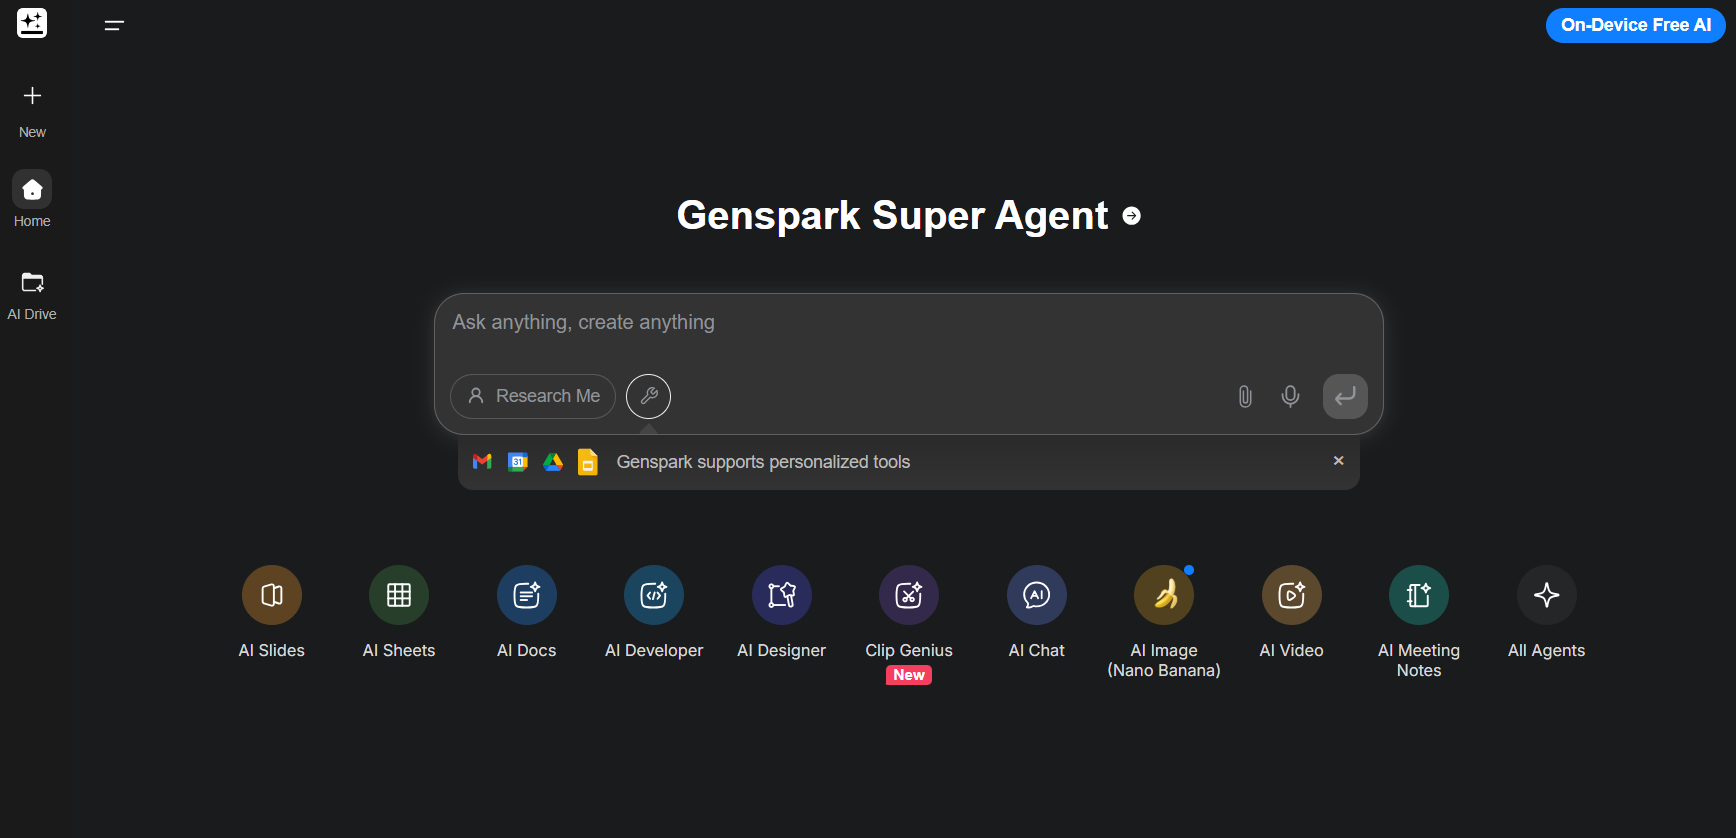 On-Device Free AI
New
Home
AI Drive
Genspark Super Agent
Ask anything, create anything
Research Me
31
Genspark supports personalized tools
AI Slides
AI Sheets
AI Docs
AI Developer
AI Designer
Clip Genius
New
AI
AI Chat
AI Image
(Nano Banana)
AI Video
AI Meeting
Notes
All Agents